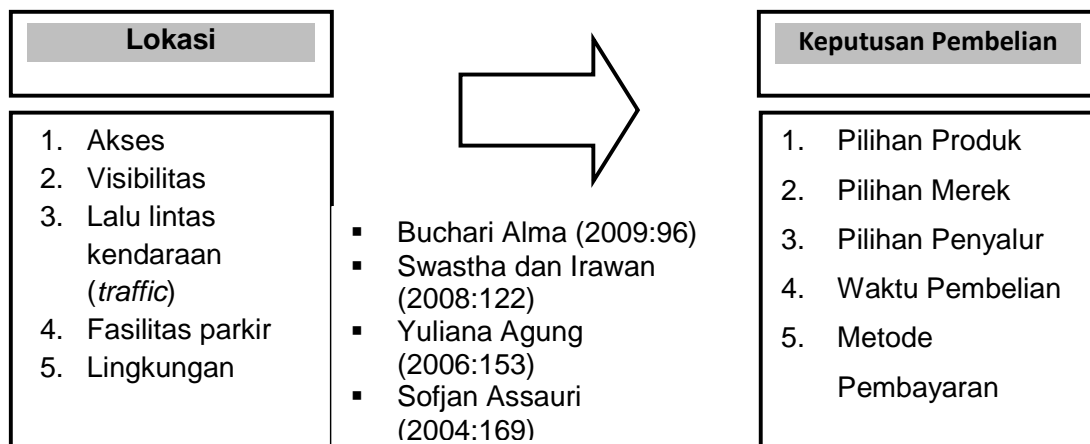 Lokasi
1. Akses
2. Visibilitas
3. Lalu lintas
kendaraan
(traffic)
4. Fasilitas parkir
5. Lingkungan
▪ Buchari Alma (2009:96)
▪ Swastha dan Irawan
(2008:122)
▪ Yuliana Agung
(2006:153)
▪ Sofjan Assauri
(2004:169)
Keputusan Pembelian
1. Pilihan Produk
2. Pilihan Merek
3. Pilihan Penyalur
4. Waktu Pembelian
5. Metode
Pembayaran